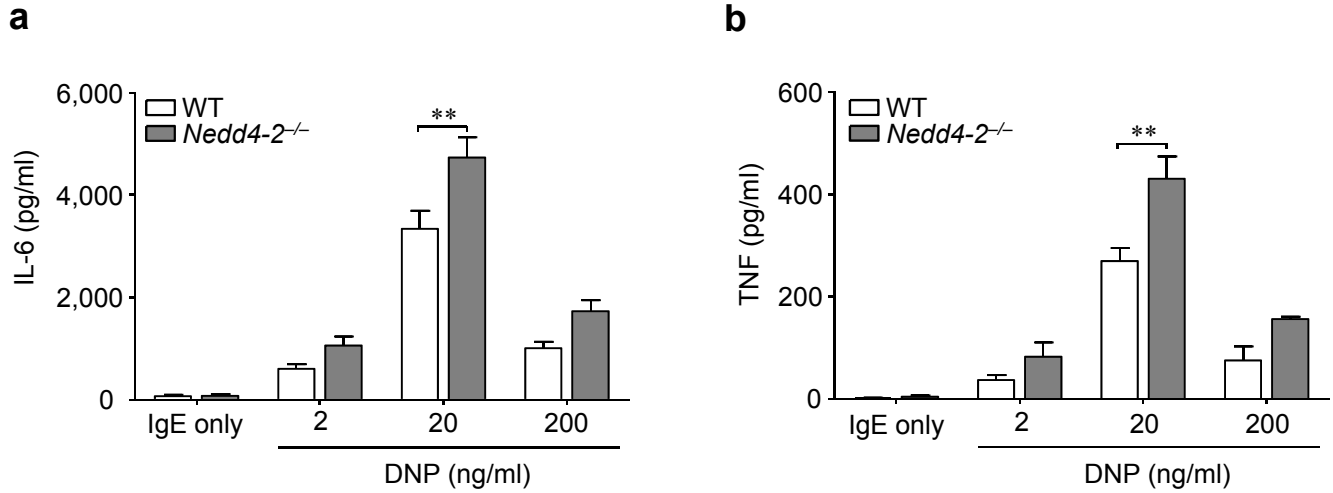 a
6,000
4,000
2,000
0
IL-6 (pg/ml)
WT
Nedd4-2–/–
**
IgE only
2
20
200
DNP (ng/ml)
b
600
400
200
0
TNF (pg/ml)
WT
Nedd4-2–/–
**
IgE only
2
20
200
DNP (ng/ml)